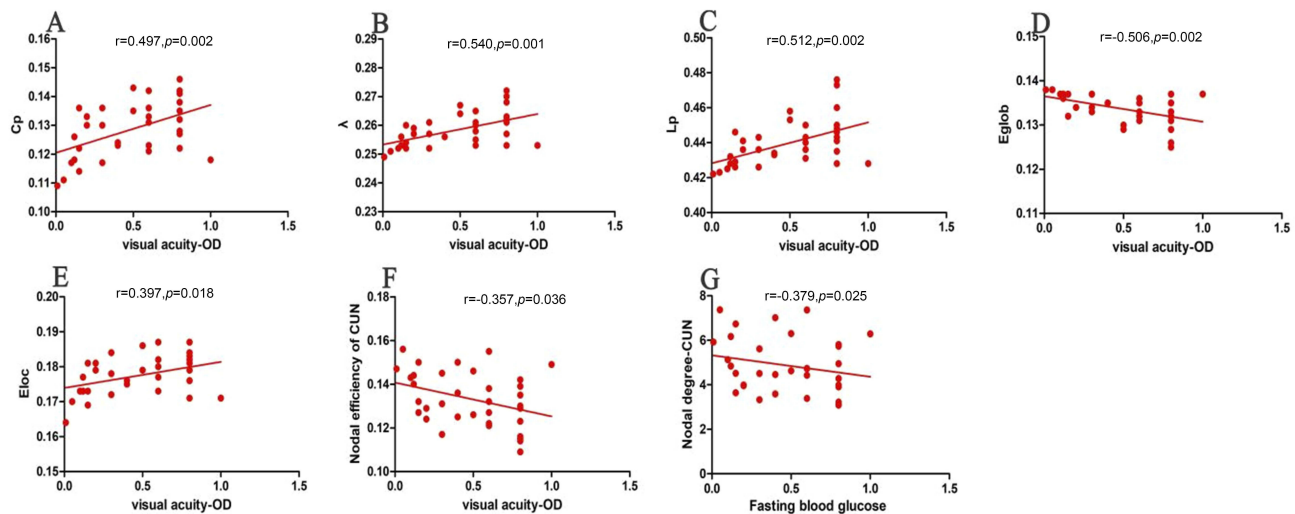 A
r=0.497,p=0.002
0.16
0.15
0.14
0.13
0.12
0.11
0.10
Cp
0.0 0.5 1.0 1.5
visual acuity-OD
B
r=0.540,p=0.001
0.29
0.28
0.27
0.26
0.25
0.24
0.23
λ
0.0 0.5 1.0 1.5
visual acuity-OD
C
r=0.512,p=0.002
0.50
0.48
0.46
0.44
0.42
0.40
Lp
0.0 0.5 1.0 1.5
visual acuity-OD
D
r=-0.506,p=0.002
0.15
0.14
0.13
0.12
0.11
Eglob
0.0 0.5 1.0 1.5
visual acuity-OD
E
r=0.397,p=0.018
0.20
0.19
0.18
0.17
0.16
0.15
Eloc
0.0 0.5 1.0 1.5
visual acuity-OD
F
r=-0.357,p=0.036
0.18
0.16
0.14
0.12
0.10
Nodal efficiency of CUN
0.0 0.5 1.0 1.5
visual acuity-OD
G
r=-0.379,p=0.025
8
6
4
2
0
Nodal degree-CUN
0.0 0.5 1.0 1.5
Fasting blood glucose